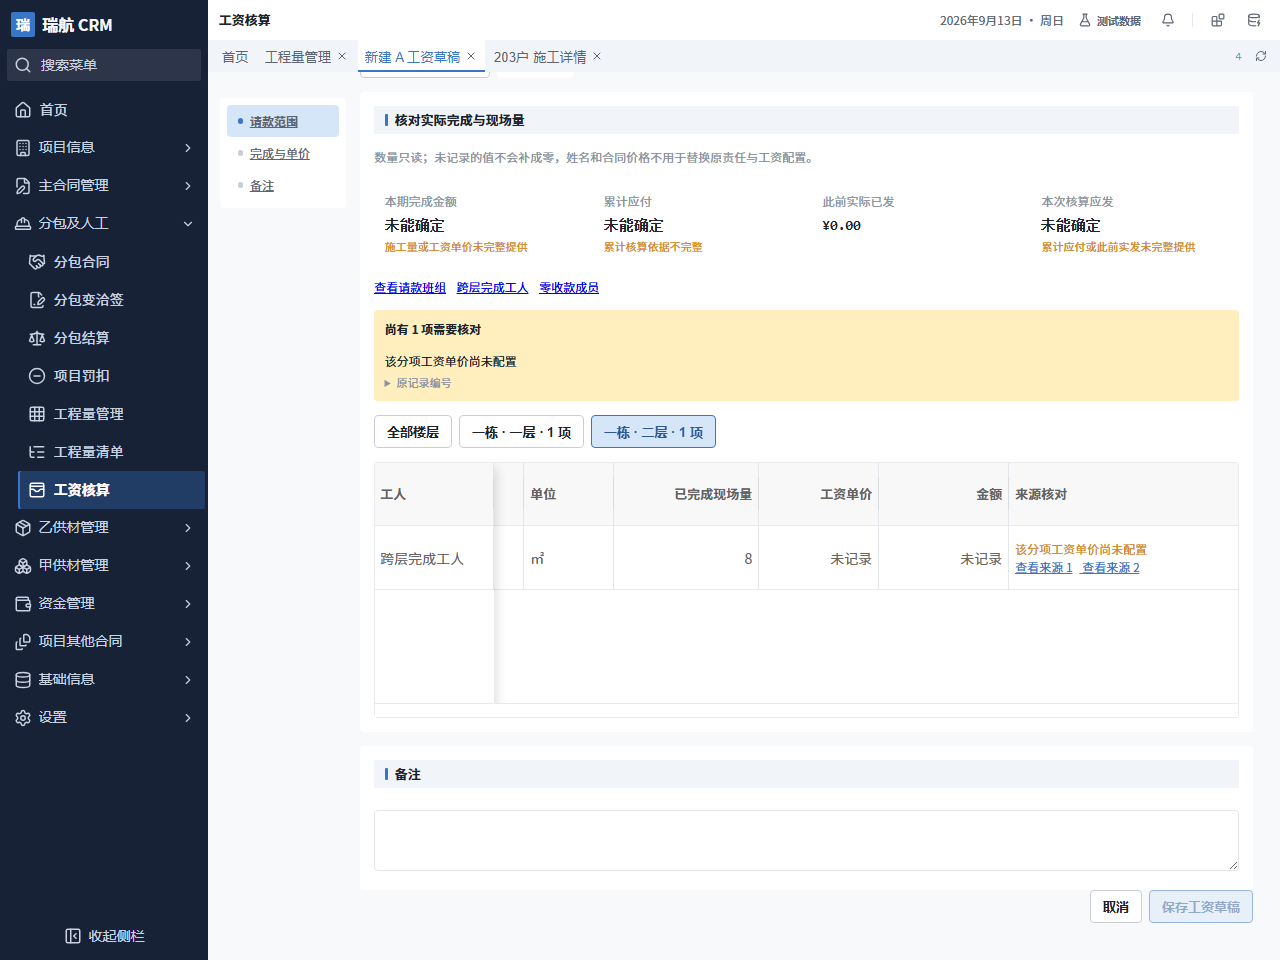 瑞 瑞航 CRM
搜索菜单
首页
项目信息
主合同管理
分包及人工
分包合同
分包变洽签
分包结算
项目罚扣
工程量管理
工程量清单
工资核算
乙供材管理
甲供材管理
资金管理
项目其他合同
基础信息
设置
收起侧栏
工资核算
2026年9月13日 · 周日
测试数据
首页
工程量管理 ×
新建 A 工资草稿 ×
203户 施工详情 ×
4
请款范围
完成与单价
备注
核对实际完成与现场量
数量只读；未记录的值不会补成零，姓名和合同价格不用于替换原责任与工资配置。
本期完成金额
未能确定
施工量或工资单价未完整提供
累计应付
未能确定
累计核算依据不完整
此前实际已发
¥0.00
本次核算应发
未能确定
累计应付或此前实发未完整提供
查看请款班组 跨层完成工人 零收款成员
尚有 1 项需要核对
该分项工资单价尚未配置
原记录编号
全部楼层 一栋 · 一层 · 1 项 一栋 · 二层 · 1 项
工人 单位 已完成现场量 工资单价 金额 来源核对
跨层完成工人 ㎡ 8 未记录 未记录 该分项工资单价尚未配置
查看来源 1 查看来源 2
备注
取消 保存工资草稿